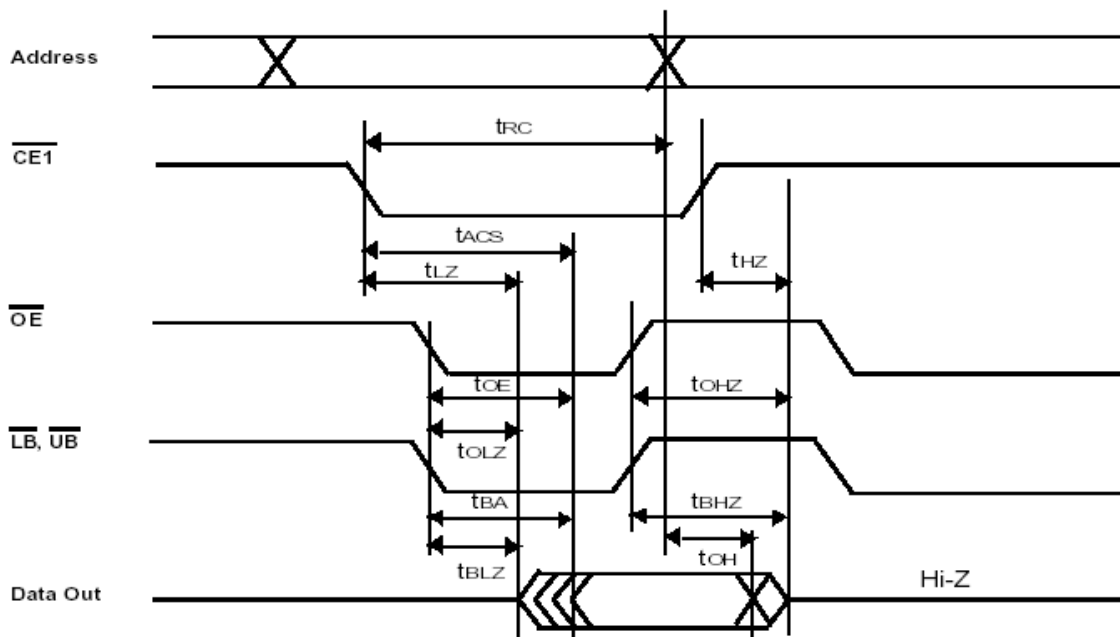 Address
tRC
CE1
tACS
tLZ
tHZ
OE
tOE
tOHZ
LB, UB
tOLZ
tBA
tBHZ
tBLZ
tOH
Data Out
Hi-Z